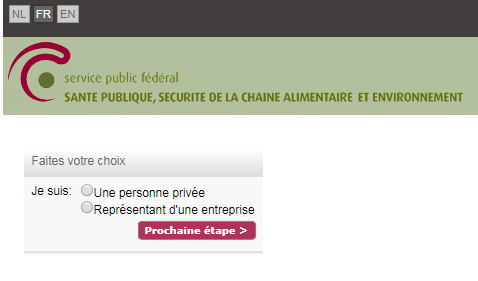 NL FR EN
service public fédéral
SANTE PUBLIQUE, SECURITE DE LA CHAINE ALIMENTAIRE ET ENVIRONNEMENT
Faites votre choix
Je suis: Une personne privée
Représentant d'une entreprise
Prochaine étape >